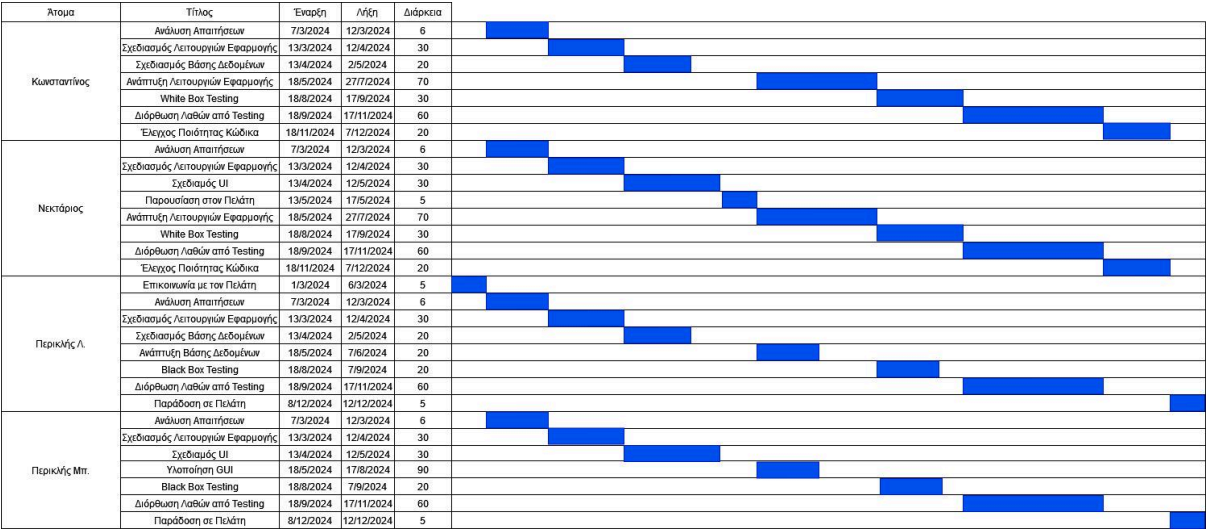 Άτομα Τίτλος Έναρξη Λήξη Διάρκεια
Κωνσταντίνος
Ανάλυση Απαιτήσεων 7/3/2024 12/3/2024 6
Σχεδιασμός Λειτουργιών Εφαρμογής 13/3/2024 12/4/2024 30
Σχεδιασμός Βάσης Δεδομένων 13/4/2024 2/5/2024 20
Ανάπτυξη Λειτουργιών Εφαρμογής 18/5/2024 27/7/2024 70
White Box Testing 18/8/2024 17/9/2024 30
Διόρθωση Λαθών από Testing 18/9/2024 17/11/2024 60
Έλεγχος Ποιότητας Κώδικα 18/11/2024 7/12/2024 20
Νεκτάριος
Ανάλυση Απαιτήσεων 7/3/2024 12/3/2024 6
Σχεδιασμός Λειτουργιών Εφαρμογής 13/3/2024 12/4/2024 30
Σχεδιαμός UI 13/4/2024 12/5/2024 30
Παρουσίαση στον Πελάτη 13/5/2024 17/5/2024 5
Ανάπτυξη Λειτουργιών Εφαρμογής 18/5/2024 27/7/2024 70
White Box Testing 18/8/2024 17/9/2024 30
Διόρθωση Λαθών από Testing 18/9/2024 17/11/2024 60
Έλεγχος Ποιότητας Κώδικα 18/11/2024 7/12/2024 20
Περικλής Λ.
Επικοινωνία με τον Πελάτη 1/3/2024 6/3/2024 5
Ανάλυση Απαιτήσεων 7/3/2024 12/3/2024 6
Σχεδιασμός Λειτουργιών Εφαρμογής 13/3/2024 12/4/2024 30
Σχεδιασμός Βάσης Δεδομένων 13/4/2024 2/5/2024 20
Ανάπτυξη Βάσης Δεδομένων 18/5/2024 7/6/2024 20
Black Box Testing 18/8/2024 7/9/2024 20
Διόρθωση Λαθών από Testing 18/9/2024 17/11/2024 60
Παράδοση σε Πελάτη 8/12/2024 12/12/2024 5
Περικλής Μπ.
Ανάλυση Απαιτήσεων 7/3/2024 12/3/2024 6
Σχεδιασμός Λειτουργιών Εφαρμογής 13/3/2024 12/4/2024 30
Σχεδιαμός UI 13/4/2024 12/5/2024 30
Υλοποίηση GUI 18/5/2024 17/8/2024 90
Black Box Testing 18/8/2024 7/9/2024 20
Διόρθωση Λαθών από Testing 18/9/2024 17/11/2024 60
Παράδοση σε Πελάτη 8/12/2024 12/12/2024 5